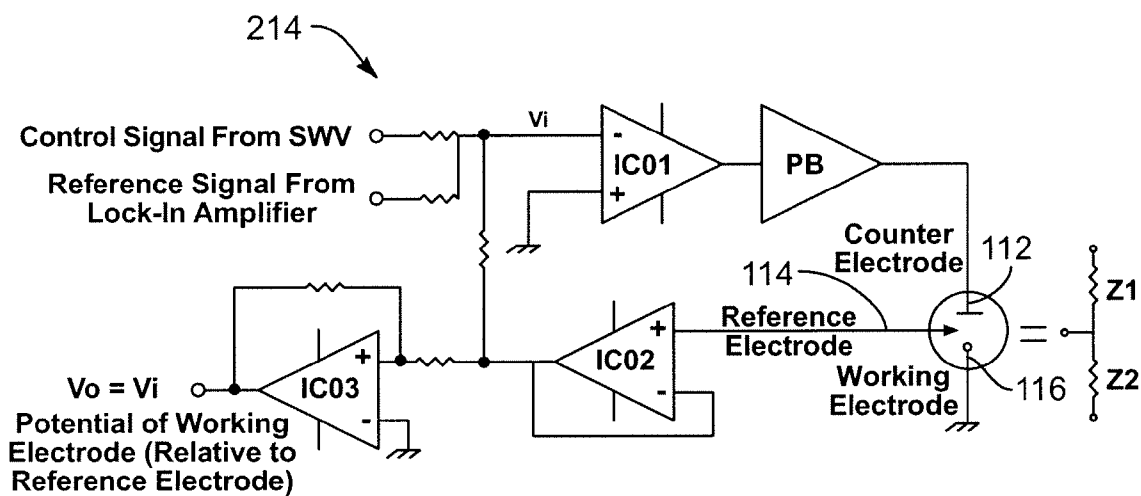 214
Control Signal From SWV
Vi
-
IC01
+
PB
Reference Signal From
Lock-In Amplifier
Counter
Electrode
112
114
Z1
Reference
Electrode
=
+
IC02
-
Working
Electrode
116
Z2
+
IC03
-
Vo = Vi
Potential of Working
Electrode (Relative to
Reference Electrode)